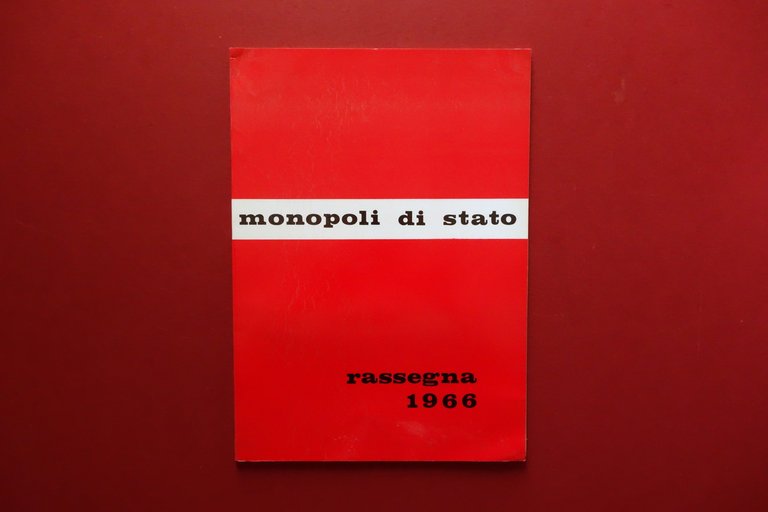 monopoli di stato
rassegna
1966